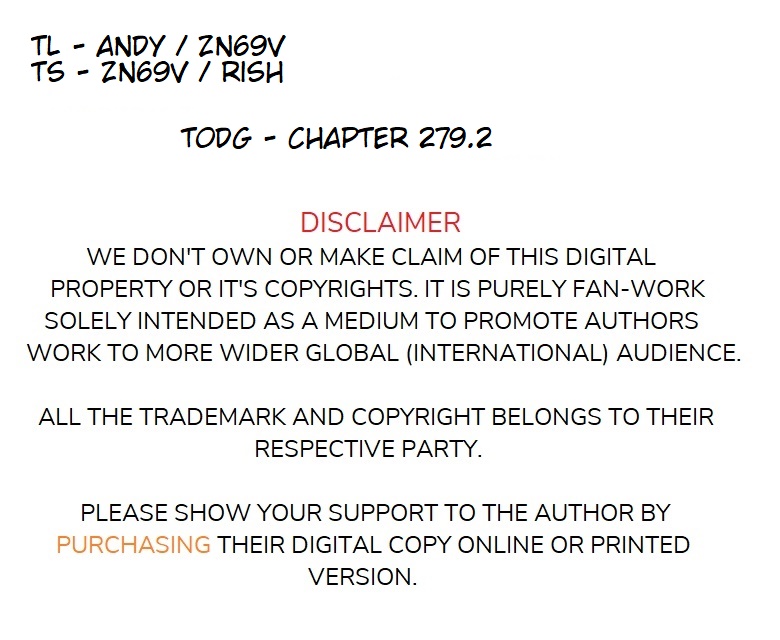 TL - ANDY / ZN69V
TS - ZN69V / RISH
TODG - CHAPTER 279.2
DISCLAIMER
WE DON'T OWN OR MAKE CLAIM OF THIS DIGITAL
PROPERTY OR IT'S COPYRIGHTS. IT IS PURELY FAN-WORK
SOLELY INTENDED AS A MEDIUM TO PROMOTE AUTHORS
WORK TO MORE WIDER GLOBAL (INTERNATIONAL) AUDIENCE.
ALL THE TRADEMARK AND COPYRIGHT BELONGS TO THEIR
RESPECTIVE PARTY.
PLEASE SHOW YOUR SUPPORT TO THE AUTHOR BY
PURCHASING THEIR DIGITAL COPY ONLINE OR PRINTED
VERSION.